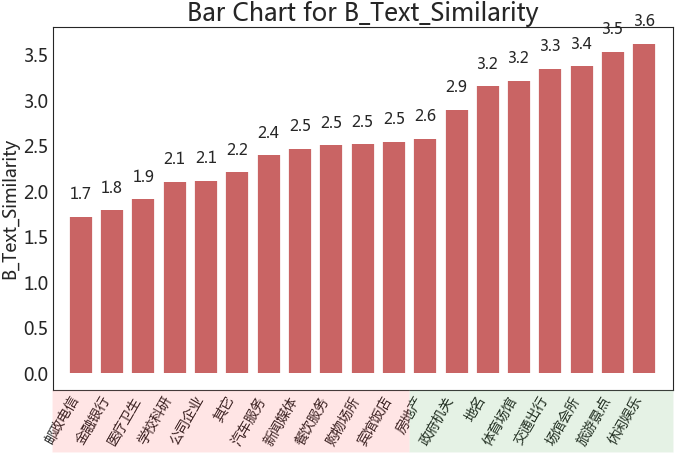 Bar Chart for B_Text_Similarity
B_Text_Similarity
3.5
3.0
2.5
2.0
1.5
1.0
0.5
0.0
1.7
1.8
1.9
2.1
2.1
2.2
2.4
2.5
2.5
2.5
2.5
2.6
2.9
3.2
3.2
3.3
3.4
3.5
3.6
邮政电信
金融银行
医疗卫生
学校科研
公司企业
其它
汽车服务
新闻媒体
餐饮服务
购物场所
宾馆饭店
房地产
政府机关
地名
体育场馆
交通出行
场馆会所
旅游景点
休闲娱乐